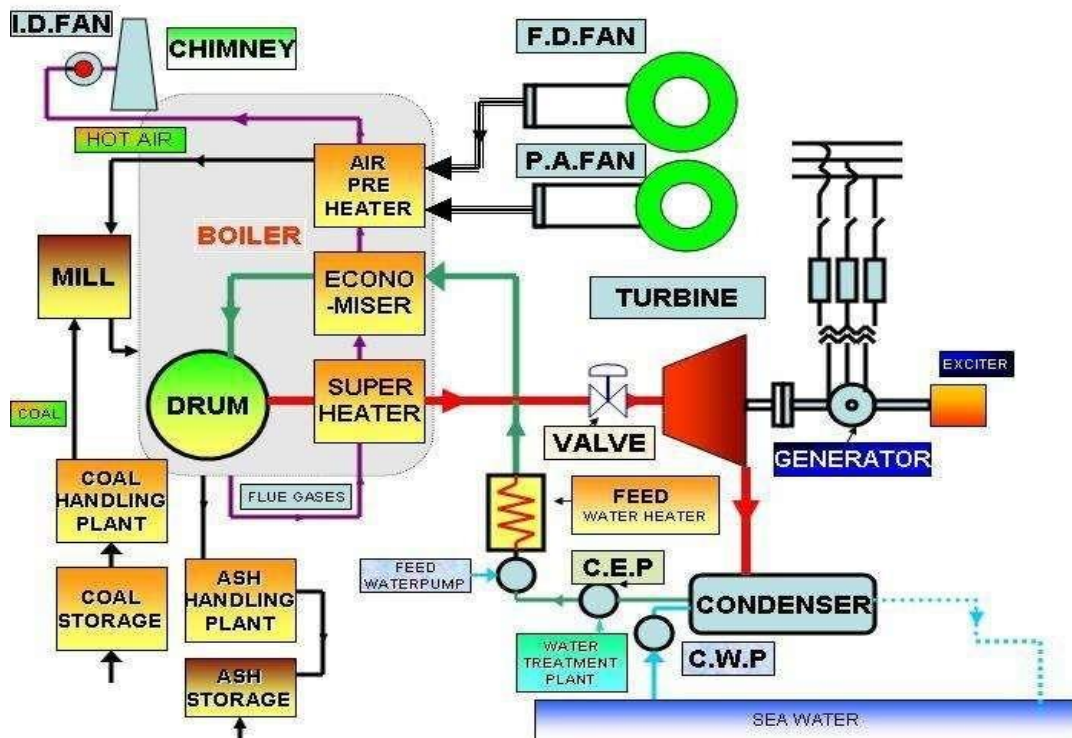 I.D.FAN
CHIMNEY
F.D.FAN
HOT AIR
AIR
PRE
HEATER
P.A.FAN
BOILER
MILL
ECONO
-MISER
TURBINE
DRUM
SUPER
HEATER
EXCITER
COAL
VALVE
GENERATOR
COAL
HANDLING
PLANT
FLUE GASES
FEED
WATER HEATER
FEED
WATERPUMP
C.E.P
COAL
STORAGE
ASH
HANDLING
PLANT
CONDENSER
WATER
TREATMENT
PLANT
C.W.P
ASH
STORAGE
SEA WATER